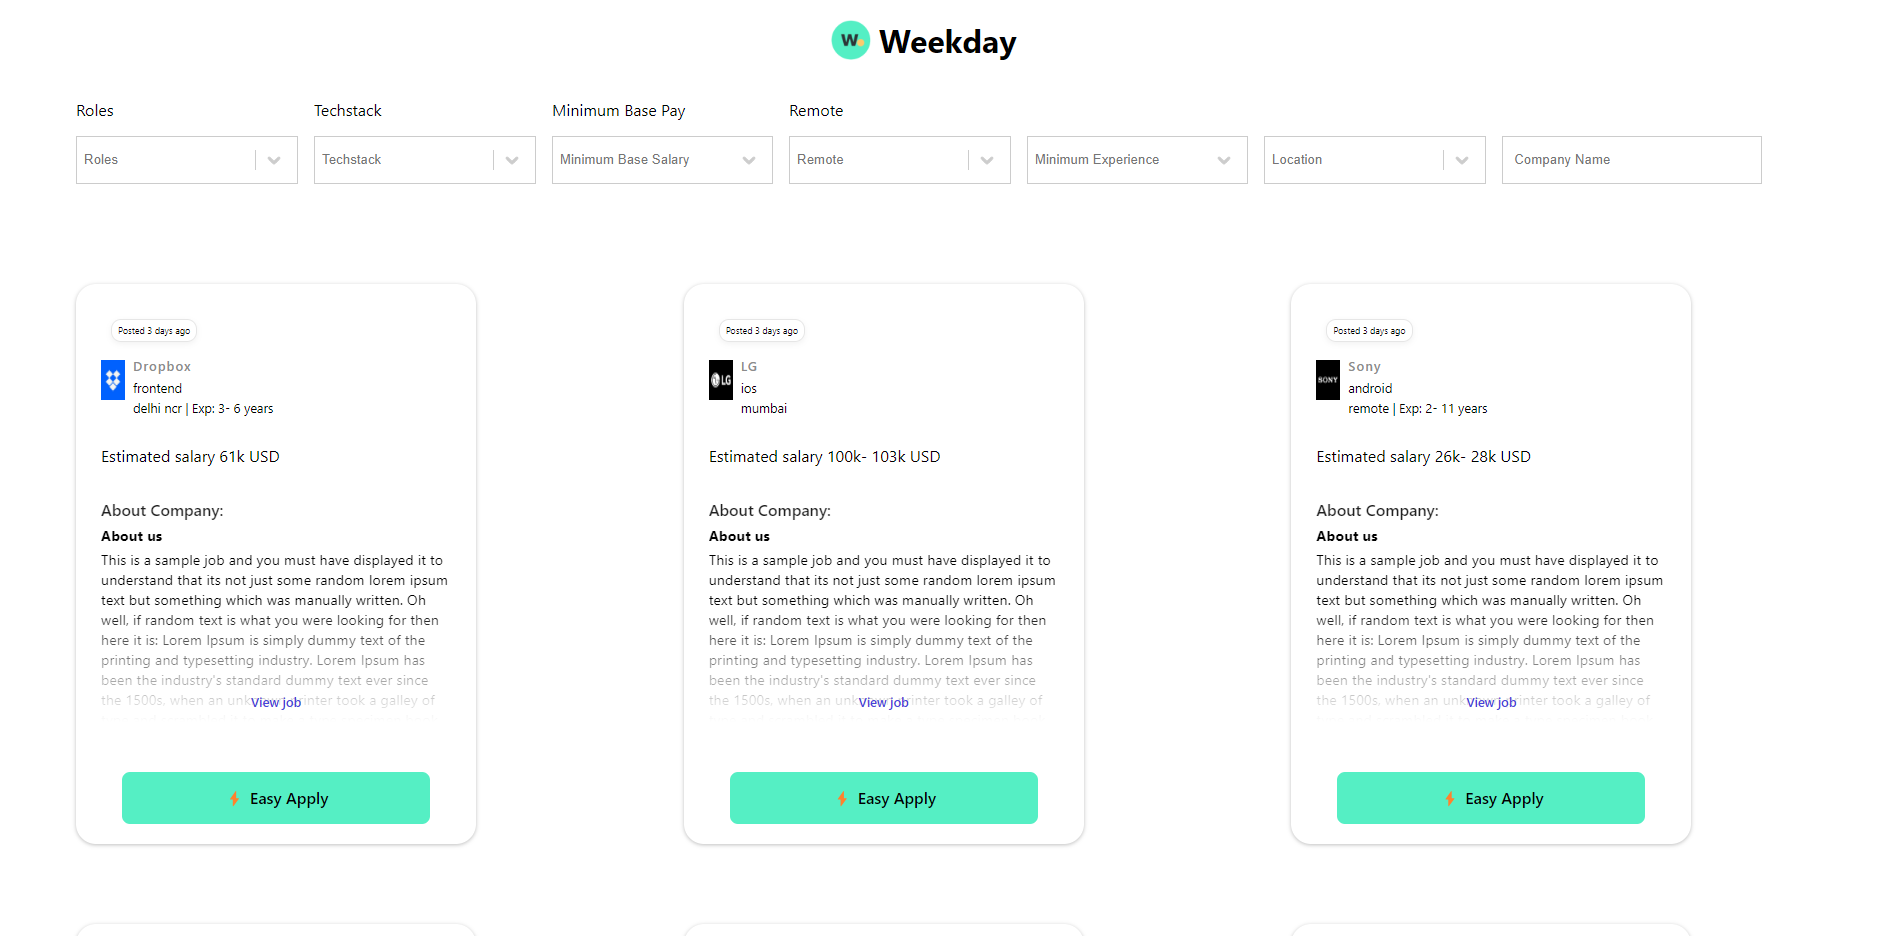 W.
Weekday
Roles
Techstack
Minimum Base Pay
Remote
Roles
Techstack
Minimum Base Salary
Remote
Minimum Experience
Location
Company Name
Posted 3 days ago
Dropbox
frontend
delhi ncr | Exp: 3- 6 years
Estimated salary 61k USD
About Company:
About us
This is a sample job and you must have displayed it to
understand that its not just some random lorem ipsum
text but something which was manually written. Oh
well, if random text is what you were looking for then
here it is: Lorem Ipsum is simply dummy text of the
printing and typesetting industry. Lorem Ipsum has
been the industry's standard dummy text ever since
the 1500s, when an took a galley of
View job
Easy Apply
Posted 3 days ago
LG
LG
ios
mumbai
Estimated salary 100k- 103k USD
About Company:
About us
This is a sample job and you must have displayed it to
understand that its not just some random lorem ipsum
text but something which was manually written. Oh
well, if random text is what you were looking for then
here it is: Lorem Ipsum is simply dummy text of the
printing and typesetting industry. Lorem Ipsum has
been the industry's standard dummy text ever since
the 1500s, when an took a galley of
View job
Easy Apply
Posted 3 days ago
SONY
Sony
android
remote | Exp: 2- 11 years
Estimated salary 26k- 28k USD
About Company:
About us
This is a sample job and you must have displayed it to
understand that its not just some random lorem ipsum
text but something which was manually written. Oh
well, if random text is what you were looking for then
here it is: Lorem Ipsum is simply dummy text of the
printing and typesetting industry. Lorem Ipsum has
been the industry's standard dummy text ever since
the 1500s, when an took a galley of
View job
Easy Apply